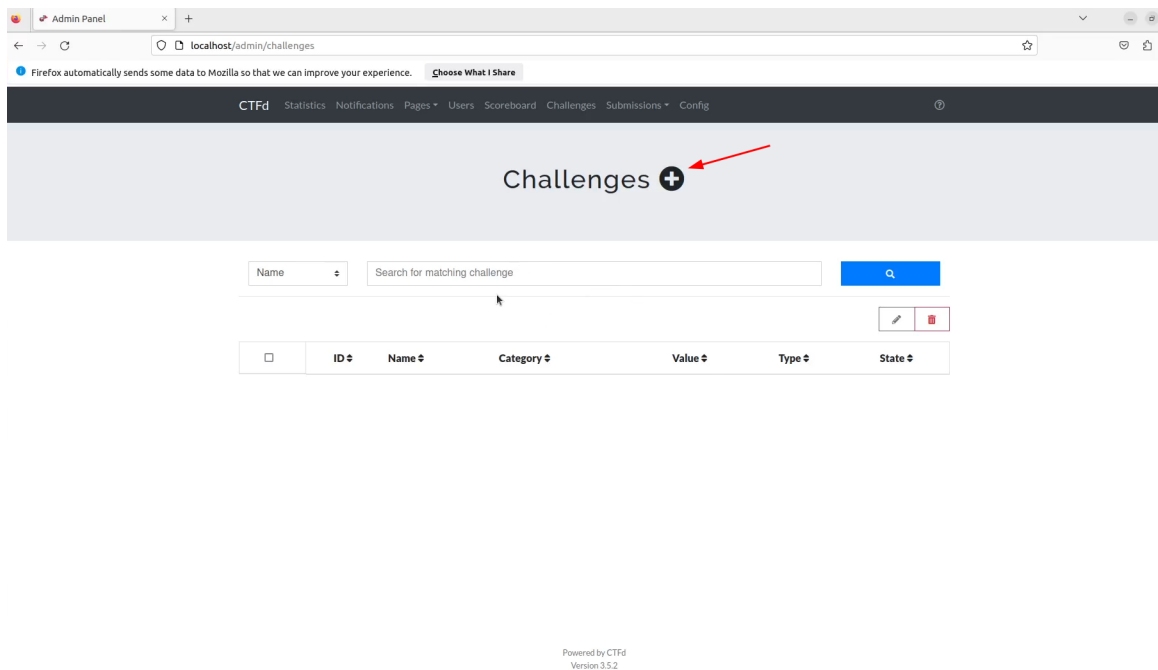 Admin Panel
localhost/admin/challenges
Firefox automatically sends some data to Mozilla so that we can improve your experience. Choose What I Share
CTFd Statistics Notifications Pages Users Scoreboard Challenges Submissions Config
Challenges
Name Search for matching challenge
ID Name Category Value Type State
Powered by CTFd
Version 3.5.2